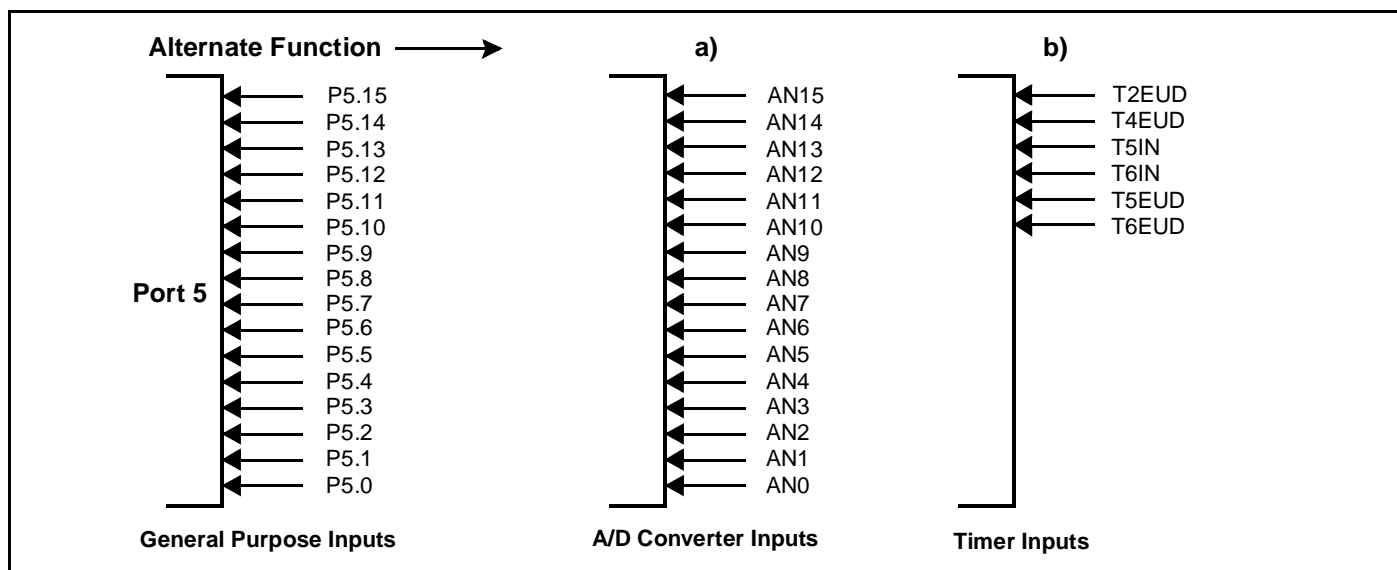 Alternate Function a) b)
P5.15 AN15 T2EUD
P5.14 AN14 T4EUD
P5.13 AN13 T5IN
P5.12 AN12 T6IN
P5.11 AN11 T5EUD
P5.10 AN10 T6EUD
P5.9 AN9
P5.8 AN8
Port 5
P5.7 AN7
P5.6 AN6
P5.5 AN5
P5.4 AN4
P5.3 AN3
P5.2 AN2
P5.1 AN1
P5.0 AN0
General Purpose Inputs A/D Converter Inputs Timer Inputs